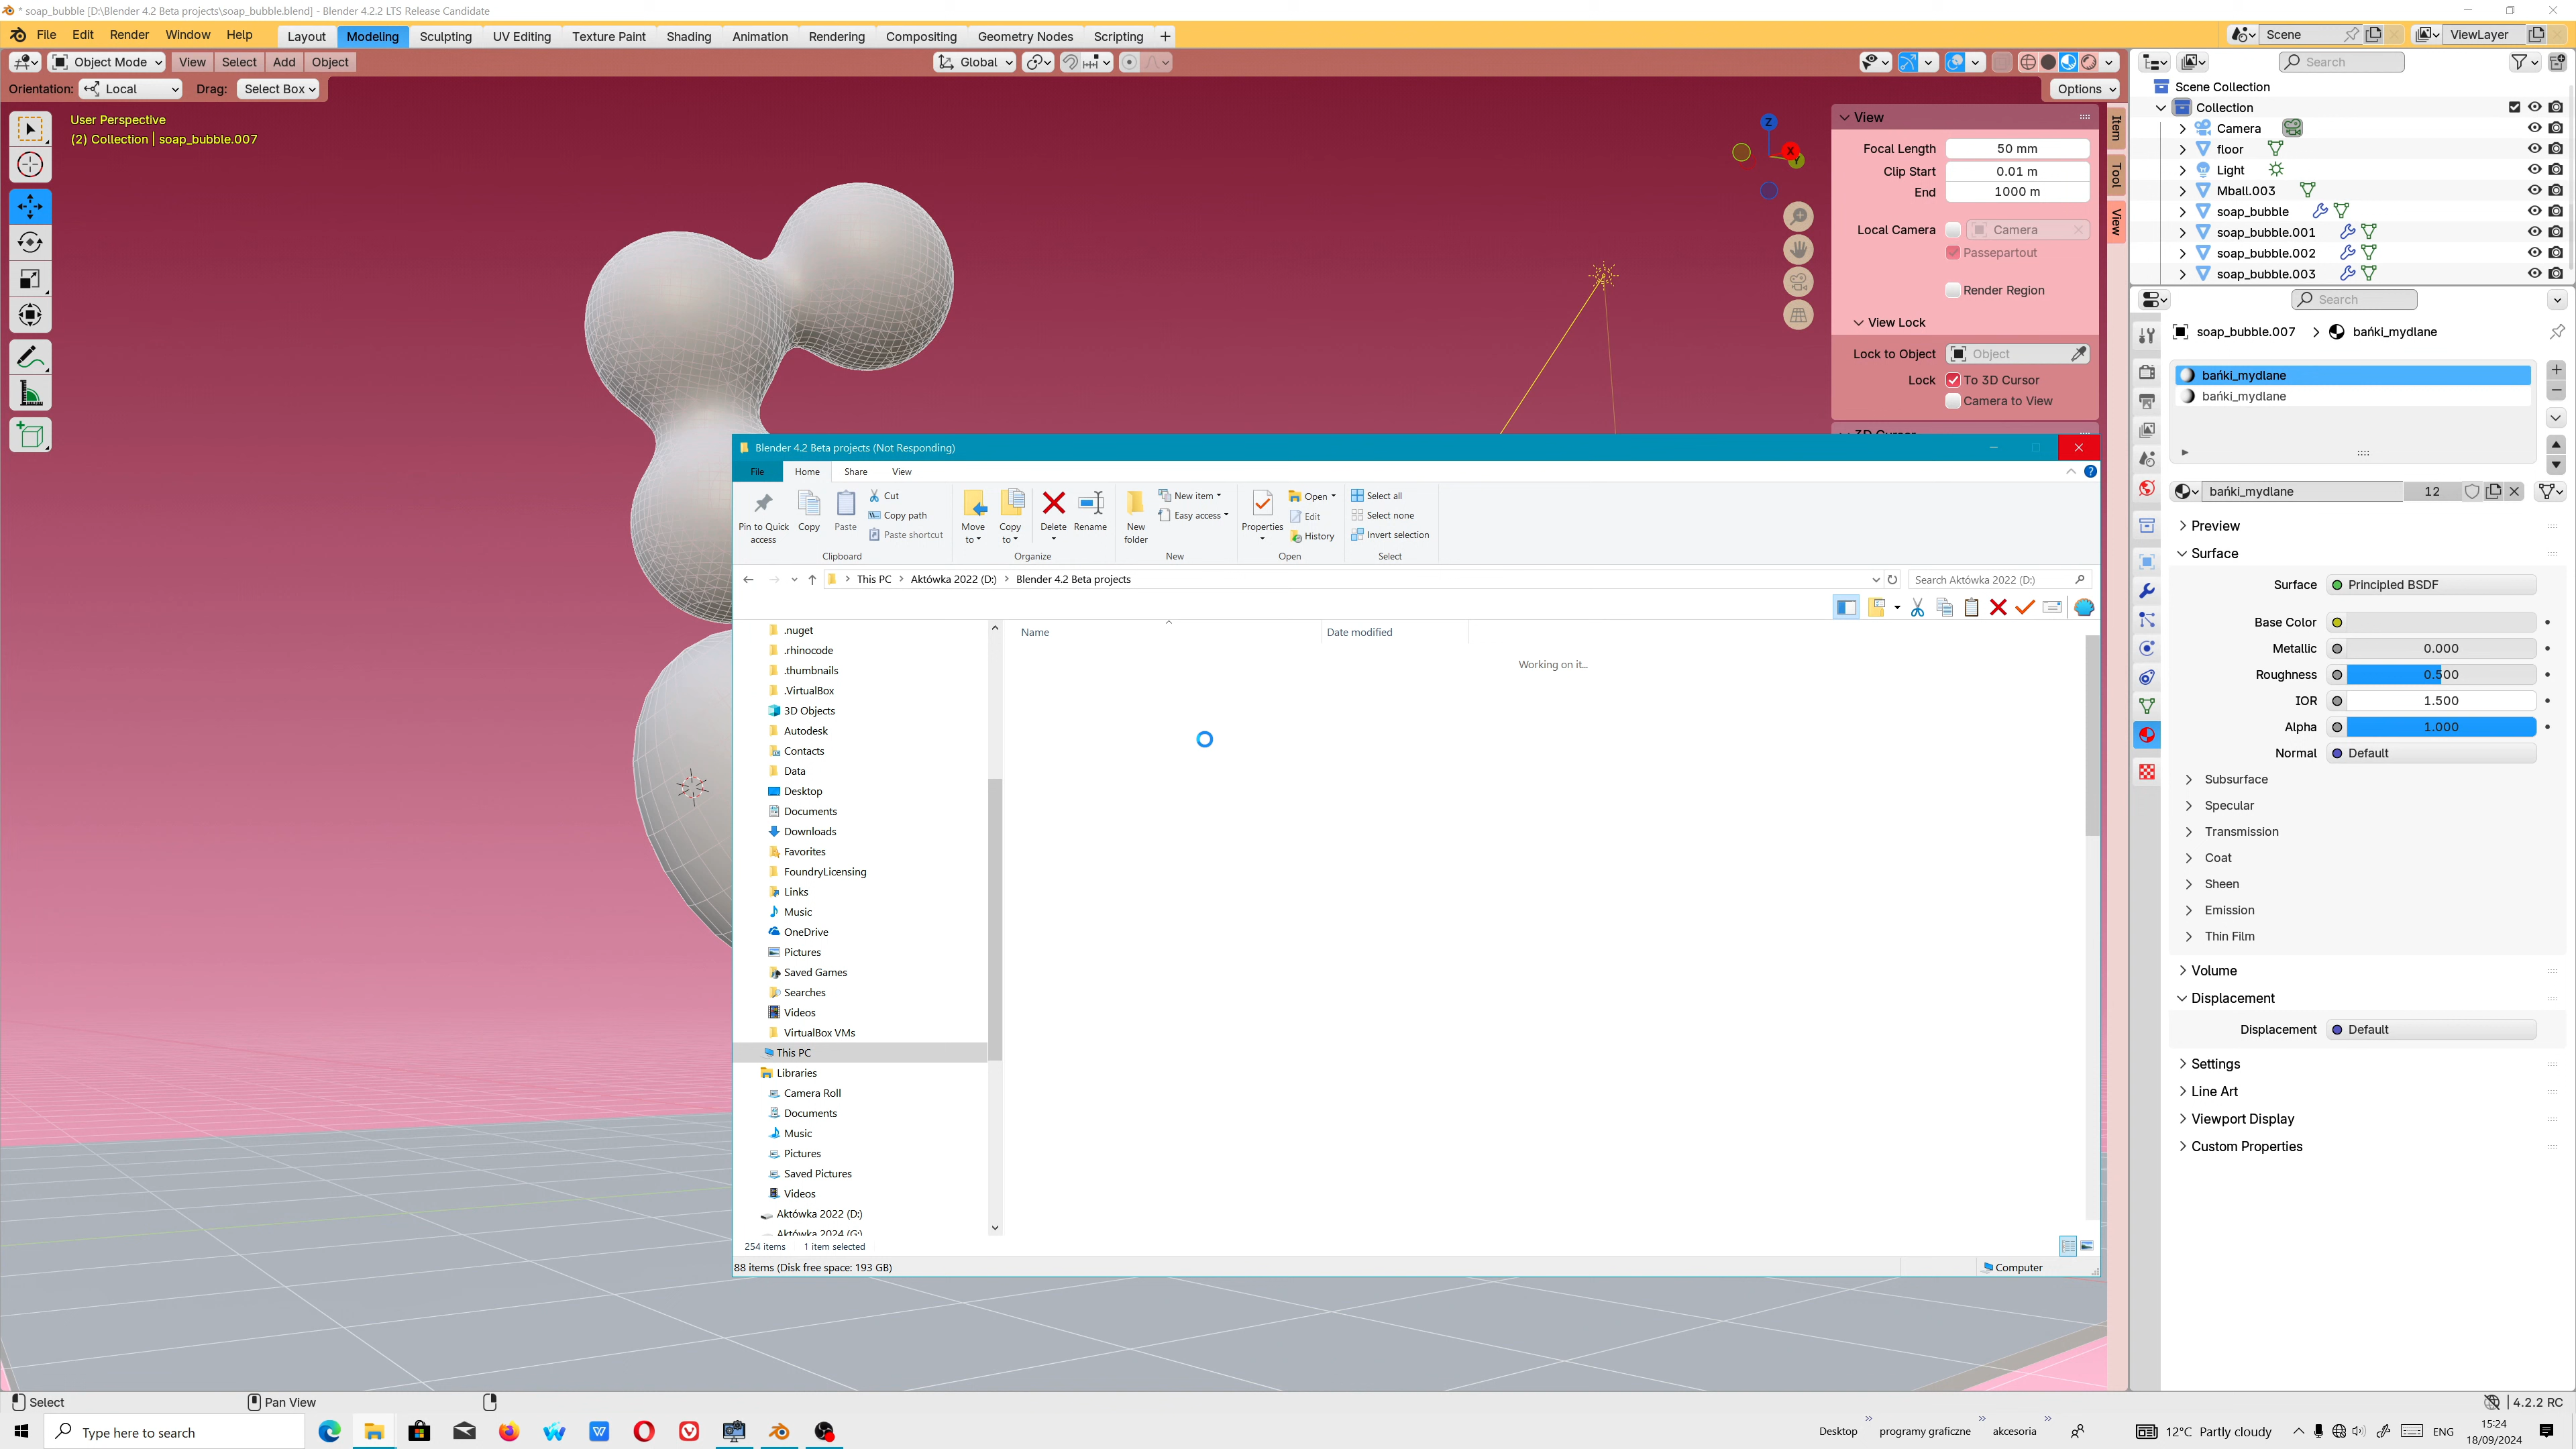 * soap_bubble [D:\Blender 4.2 Beta projects\soap_bubble.blend] - Blender 4.2.2 LTS Release Candidate
File Edit Render Window Help Layout Modeling Sculpting UV Editing Texture Paint Shading Animation Rendering Compositing Geometry Nodes Scripting + Scene ViewLayer
Object Mode View Select Add Object Global Search
Orientation: Local Drag: Select Box Options
User Perspective
(2) Collection | soap_bubble.007
Z
X
Y
View
Focal Length 50 mm
Clip Start 0.01 m
End 1000 m
Local Camera Camera
Passepartout
Render Region
View Lock
Lock to Object Object
Lock To 3D Cursor
Camera to View
Item
Tool
View
Scene Collection
Collection
Camera
floor
Light
Mball.003
soap_bubble
soap_bubble.001
soap_bubble.002
soap_bubble.003
Search
soap_bubble.007 > bańki_mydlane
bańki_mydlane
bańki_mydlane
bańki_mydlane 12
Preview
Surface
Surface Principled BSDF
Base Color
Metallic 0.000
Roughness 0.500
IOR 1.500
Alpha 1.000
Normal Default
Subsurface
Specular
Transmission
Coat
Sheen
Emission
Thin Film
Volume
Displacement
Displacement Default
Settings
Line Art
Viewport Display
Custom Properties
Blender 4.2 Beta projects (Not Responding)
File Home Share View
Pin to Quick access
Copy
Paste
Cut
Copy path
Paste shortcut
Clipboard
Move to
Copy to
Delete
Rename
Organize
New folder
New item
Easy access
New
Properties
Open
Edit
History
Open
Select all
Select none
Invert selection
Select
This PC > Aktówka 2022 (D:) > Blender 4.2 Beta projects
Search Aktówka 2022 (D:)
Name Date modified
Working on it...
.nuget
.rhinocode
.thumbnails
.VirtualBox
3D Objects
Autodesk
Contacts
Data
Desktop
Documents
Downloads
Favorites
FoundryLicensing
Links
Music
OneDrive
Pictures
Saved Games
Searches
Videos
VirtualBox VMs
This PC
Libraries
Camera Roll
Documents
Music
Pictures
Saved Pictures
Videos
Aktówka 2022 (D:)
Aktówka 2024 (G:)
254 items 1 item selected
88 items (Disk free space: 193 GB) Computer
Select Pan View 4.2.2 RC
Type here to search
Desktop programy graficzne akcesoria 12°C Partly cloudy ENG
15:24
18/09/2024